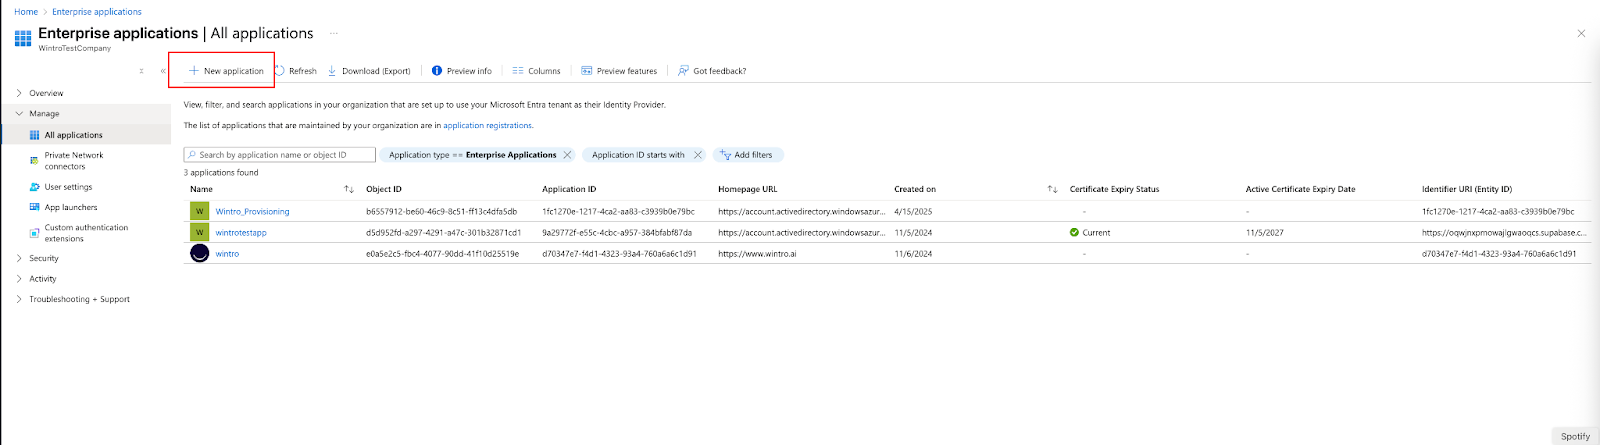 Home > Enterprise applications
Enterprise applications | All applications ...
WintroTestCompany
New application Refresh Download (Export) Preview info Columns Preview features Got feedback?
Overview
Manage
All applications
Private Network connectors
User settings
App launchers
Custom authentication extensions
Security
Activity
Troubleshooting + Support
View, filter, and search applications in your organization that are set up to use your Microsoft Entra tenant as their Identity Provider.
The list of applications that are maintained by your organization are in application registrations.
Search by application name or object ID Application type == Enterprise Applications Application ID starts with Add filters
3 applications found
Name Object ID Application ID Homepage URL Created on Certificate Expiry Status Active Certificate Expiry Date Identifier URI (Entity ID)
W Wintro_Provisioning b6557912-be60-46c9-8c51-ff13c4dfa5db 1fc1270e-1217-4ca2-aa83-c3939b0e79bc https://account.activedirectory.windowsazur... 4/15/2025 - - 1fc1270e-1217-4ca2-aa83-c3939b0e79bc
W wintrotestapp d5d952fd-a297-4291-a47c-301b32871cd1 9a29772f-e55c-4cbc-a957-384bfabf87da https://account.activedirectory.windowsazur... 11/5/2024 Current 11/5/2027 https://oqwjnxpmowajlgwaoqcs.supabase.c...
wintro e0a5e2c5-fbc4-4077-90dd-41f10d25519e d70347e7-f4d1-4323-93a4-760a6a6c1d91 https://www.wintro.ai 11/6/2024 - - d70347e7-f4d1-4323-93a4-760a6a6c1d91
Spotify